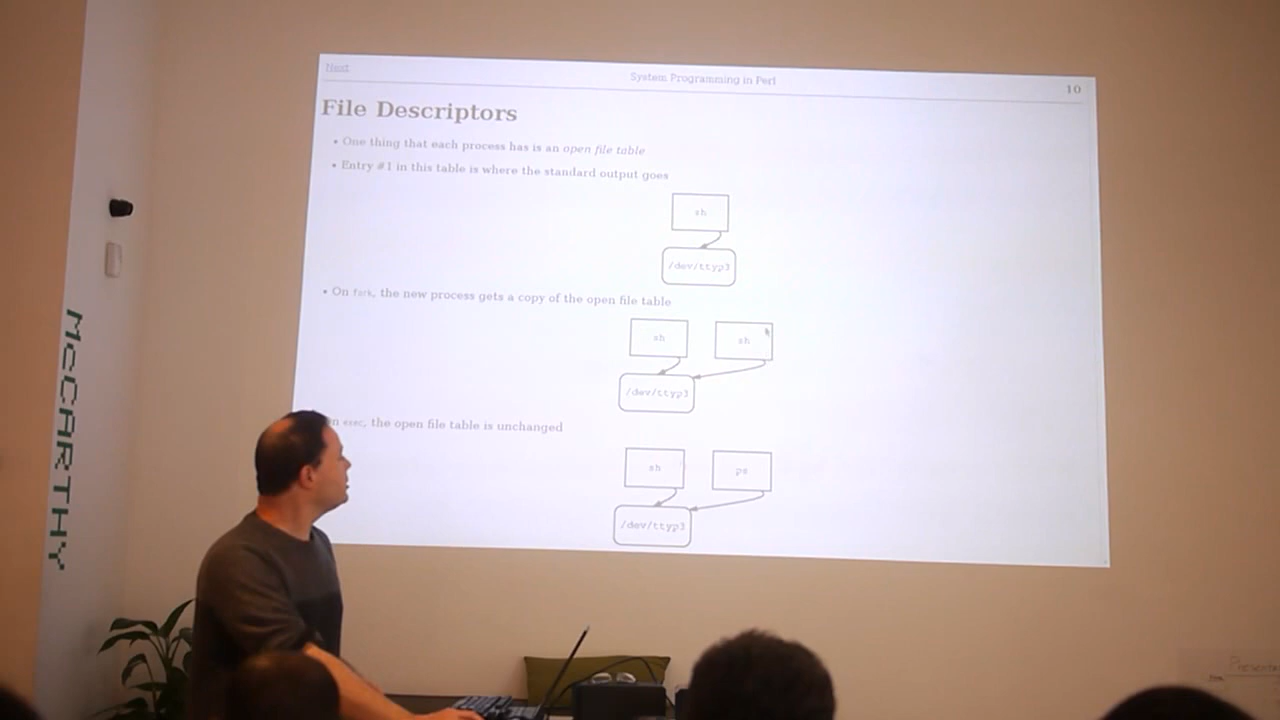 Next
System Programming in Perl
10
File Descriptors
• One thing that each process has is an open file table
• Entry #1 in this table is where the standard output goes
sh
/dev/ttyp3
• On fork, the new process gets a copy of the open file table
sh
sh
/dev/ttyp3
exec, the open file table is unchanged
sh
ps
/dev/ttyp3
McCARTHY